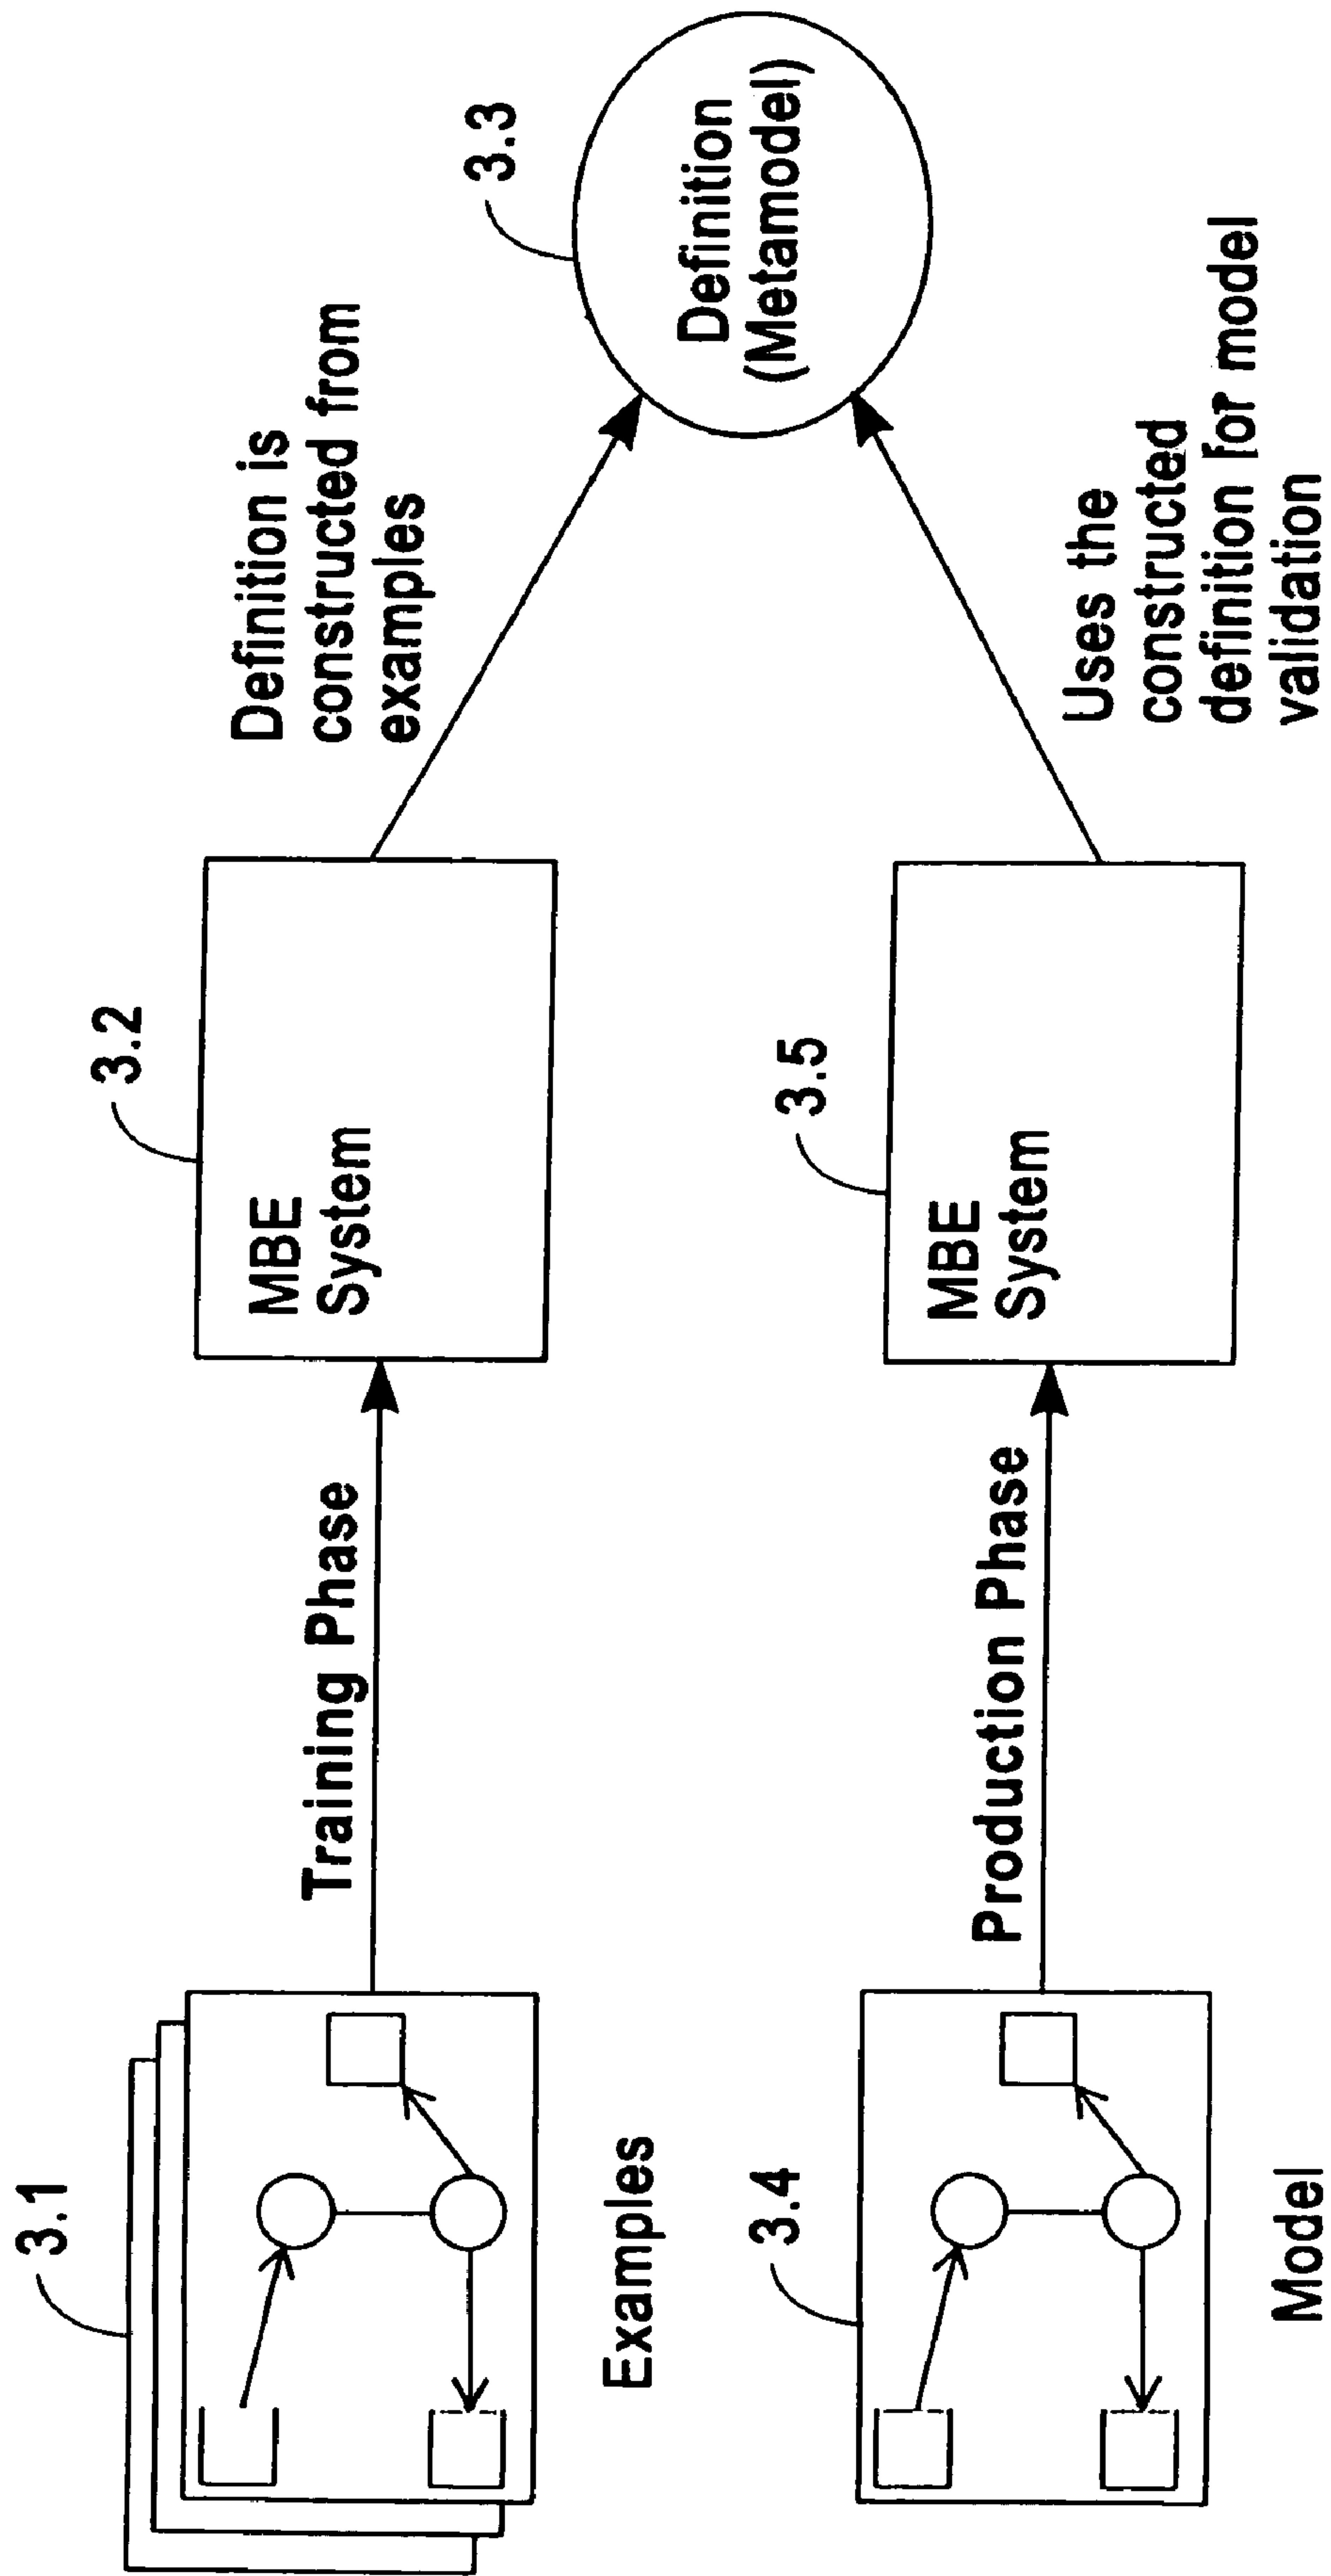 3.1
Examples
Training Phase
3.2
MBE
System
Definition is
constructed from
examples
3.3
Definition
(Metamodel)
3.4
Model
Production Phase
3.5
MBE
System
Uses the
constructed
definition for model
validation